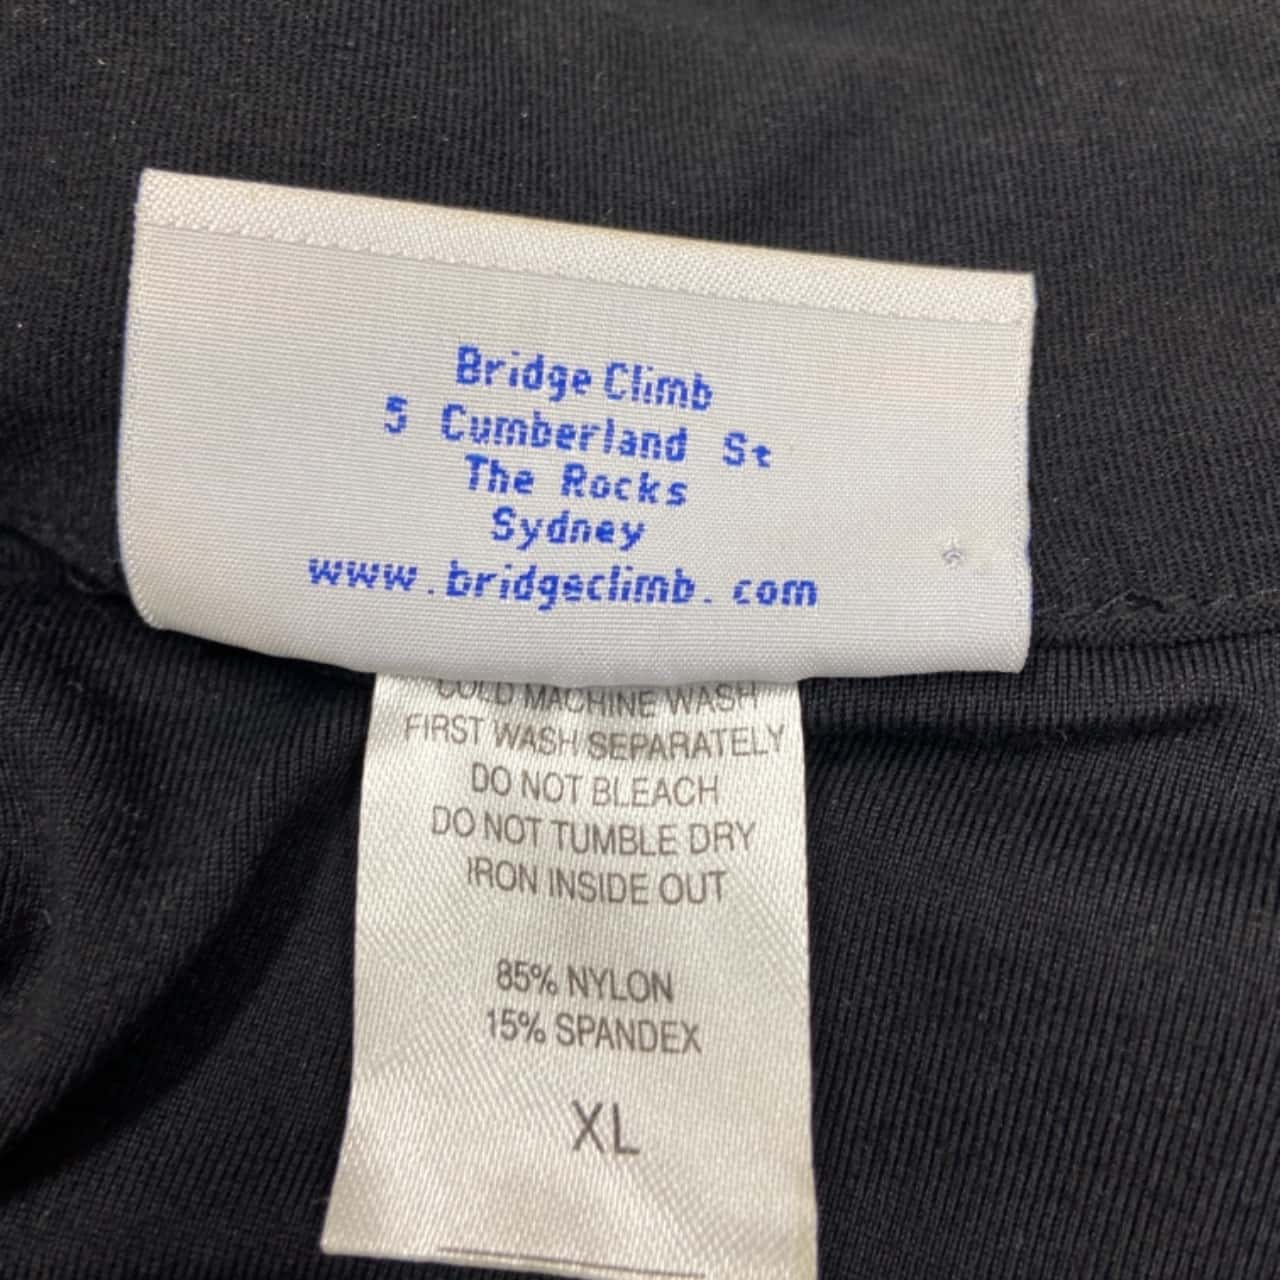 Bridge Climb
5 Cumberland St
The Rocks
Sydney
www.bridgeclimb.com
COLD MACHINE WASH
FIRST WASH SEPARATELY
DO NOT BLEACH
DO NOT TUMBLE DRY
IRON INSIDE OUT
85% NYLON
15% SPANDEX
XL